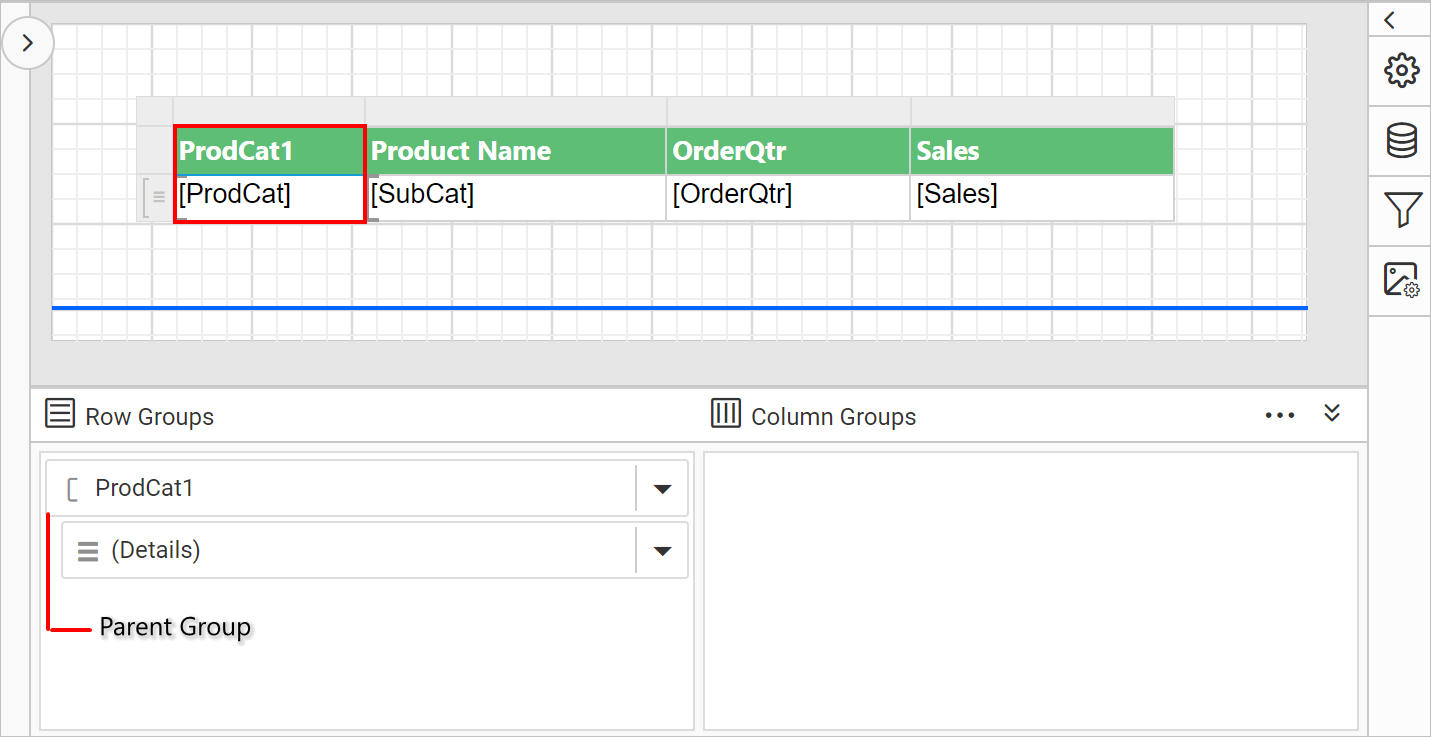 ProdCat1 Product Name OrderQtr Sales
[ProdCat] [SubCat] [OrderQtr] [Sales]
Row Groups Column Groups
ProdCat1
(Details)
Parent Group